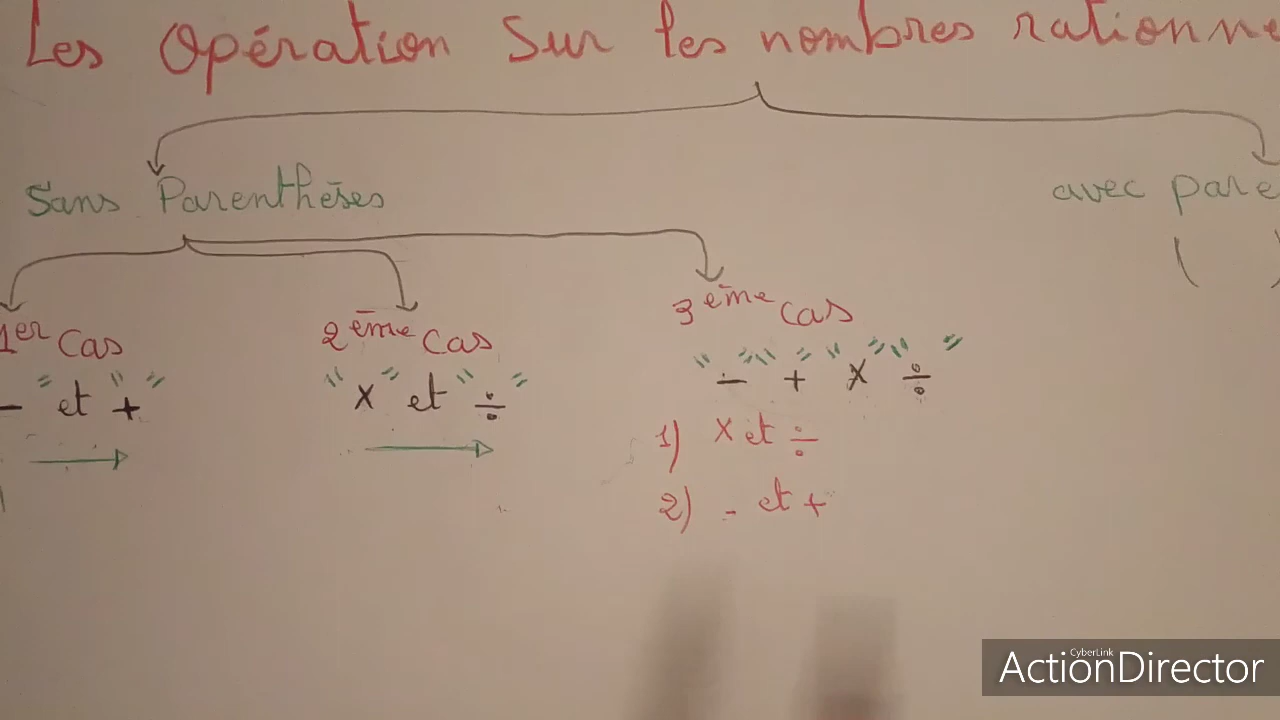 Les Opération Sur les nombres rationne
Sans Parenthèses
avec pare
( )
1er Cas
2ème Cas
3ème Cas
- " et " + "
" x " et " ÷ "
" - " " + " " x " " ÷ "
1) x et ÷
2) - et +
CyberLink
ActionDirector